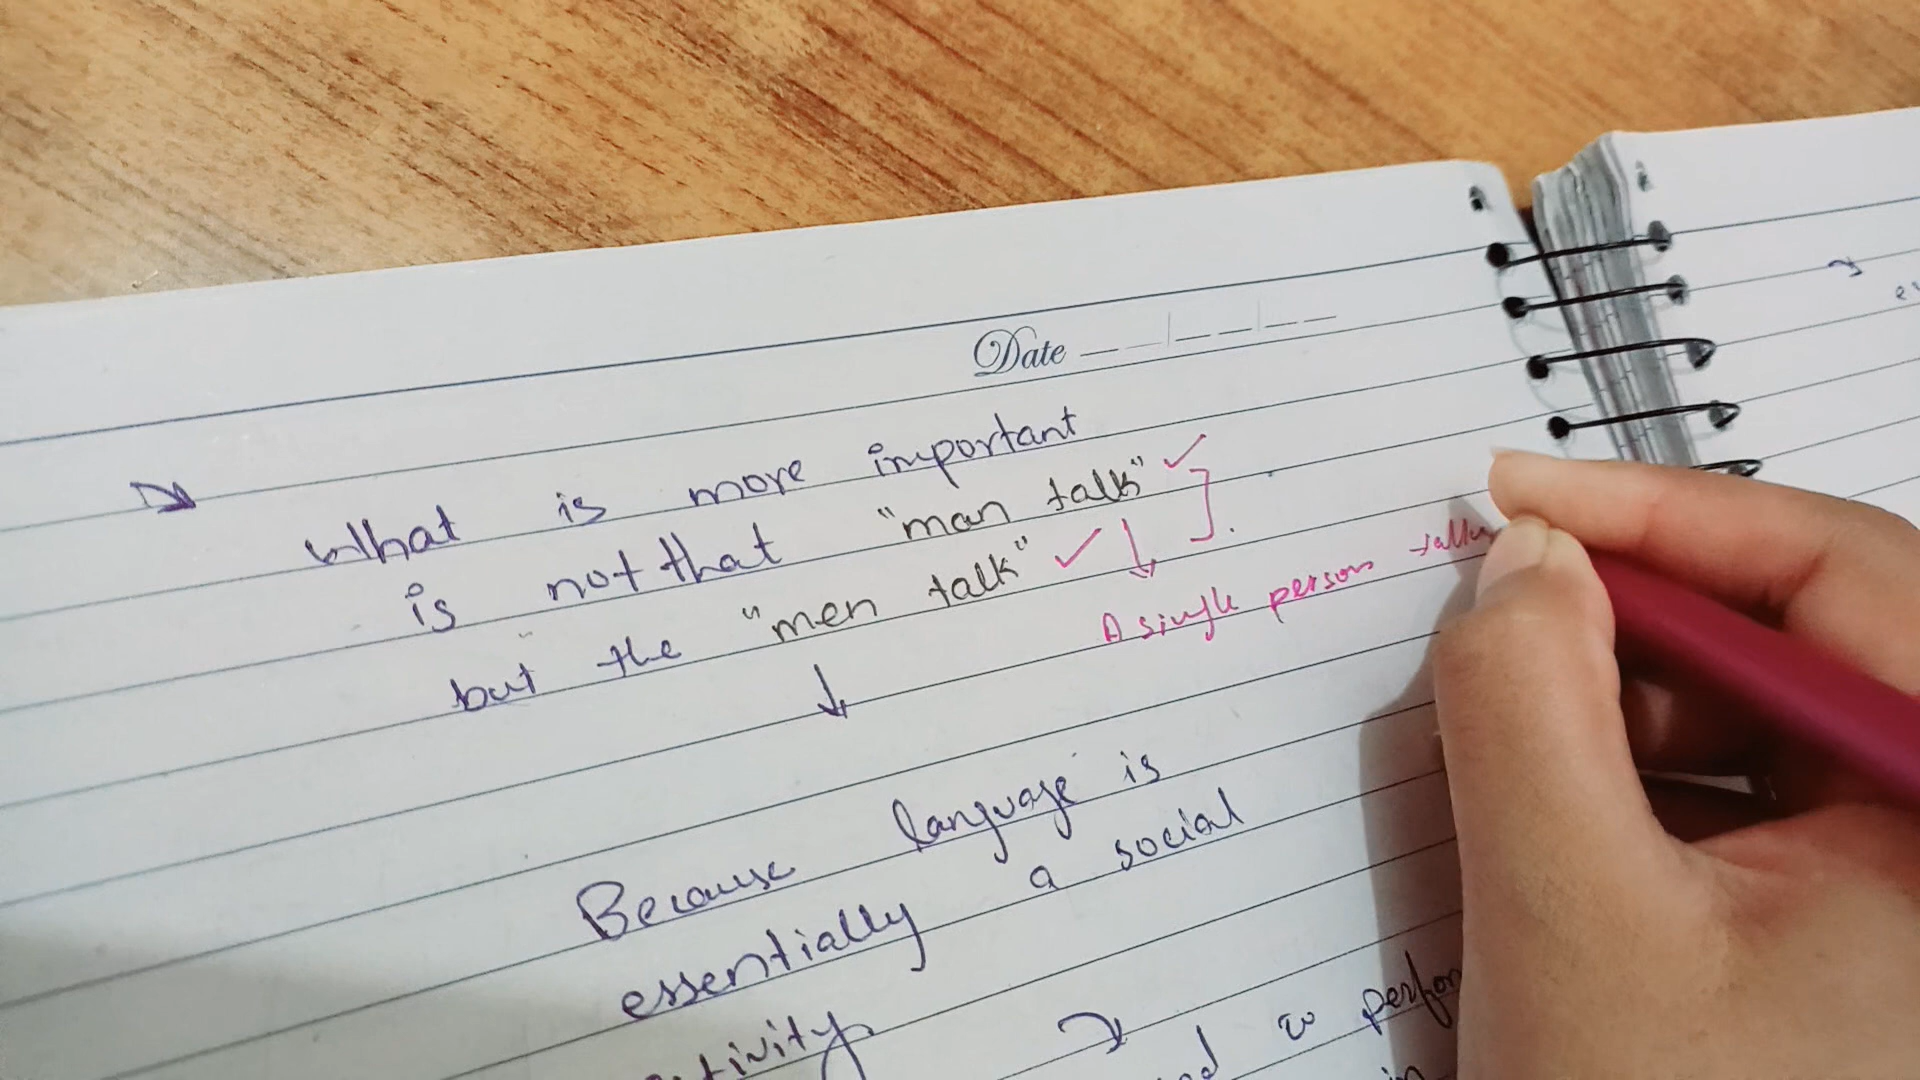 Date
What is more important
is not that "man talk" ✓
but the "men talk" ✓
A single person
Because language is
essentially a social
to